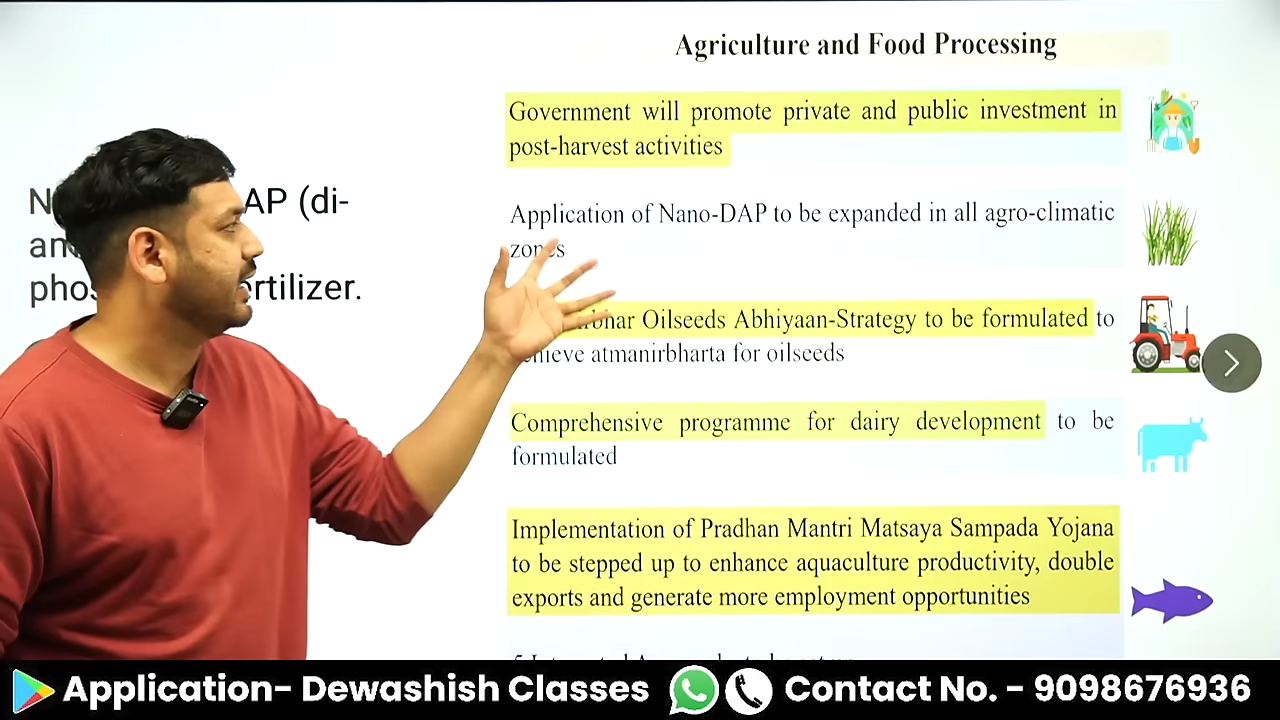 Agriculture and Food Processing
Government will promote private and public investment in
post-harvest activities
AP (di-
Application of Nano-DAP to be expanded in all agro-climatic
zones
Oilseeds Abhiyaan-Strategy to be formulated to
achieve atmanirbharta for oilseeds
Comprehensive programme for dairy development to be
formulated
Implementation of Pradhan Mantri Matsaya Sampada Yojana
to be stepped up to enhance aquaculture productivity, double
exports and generate more employment opportunities
Application- Dewashish Classes Contact No. - 9098676936